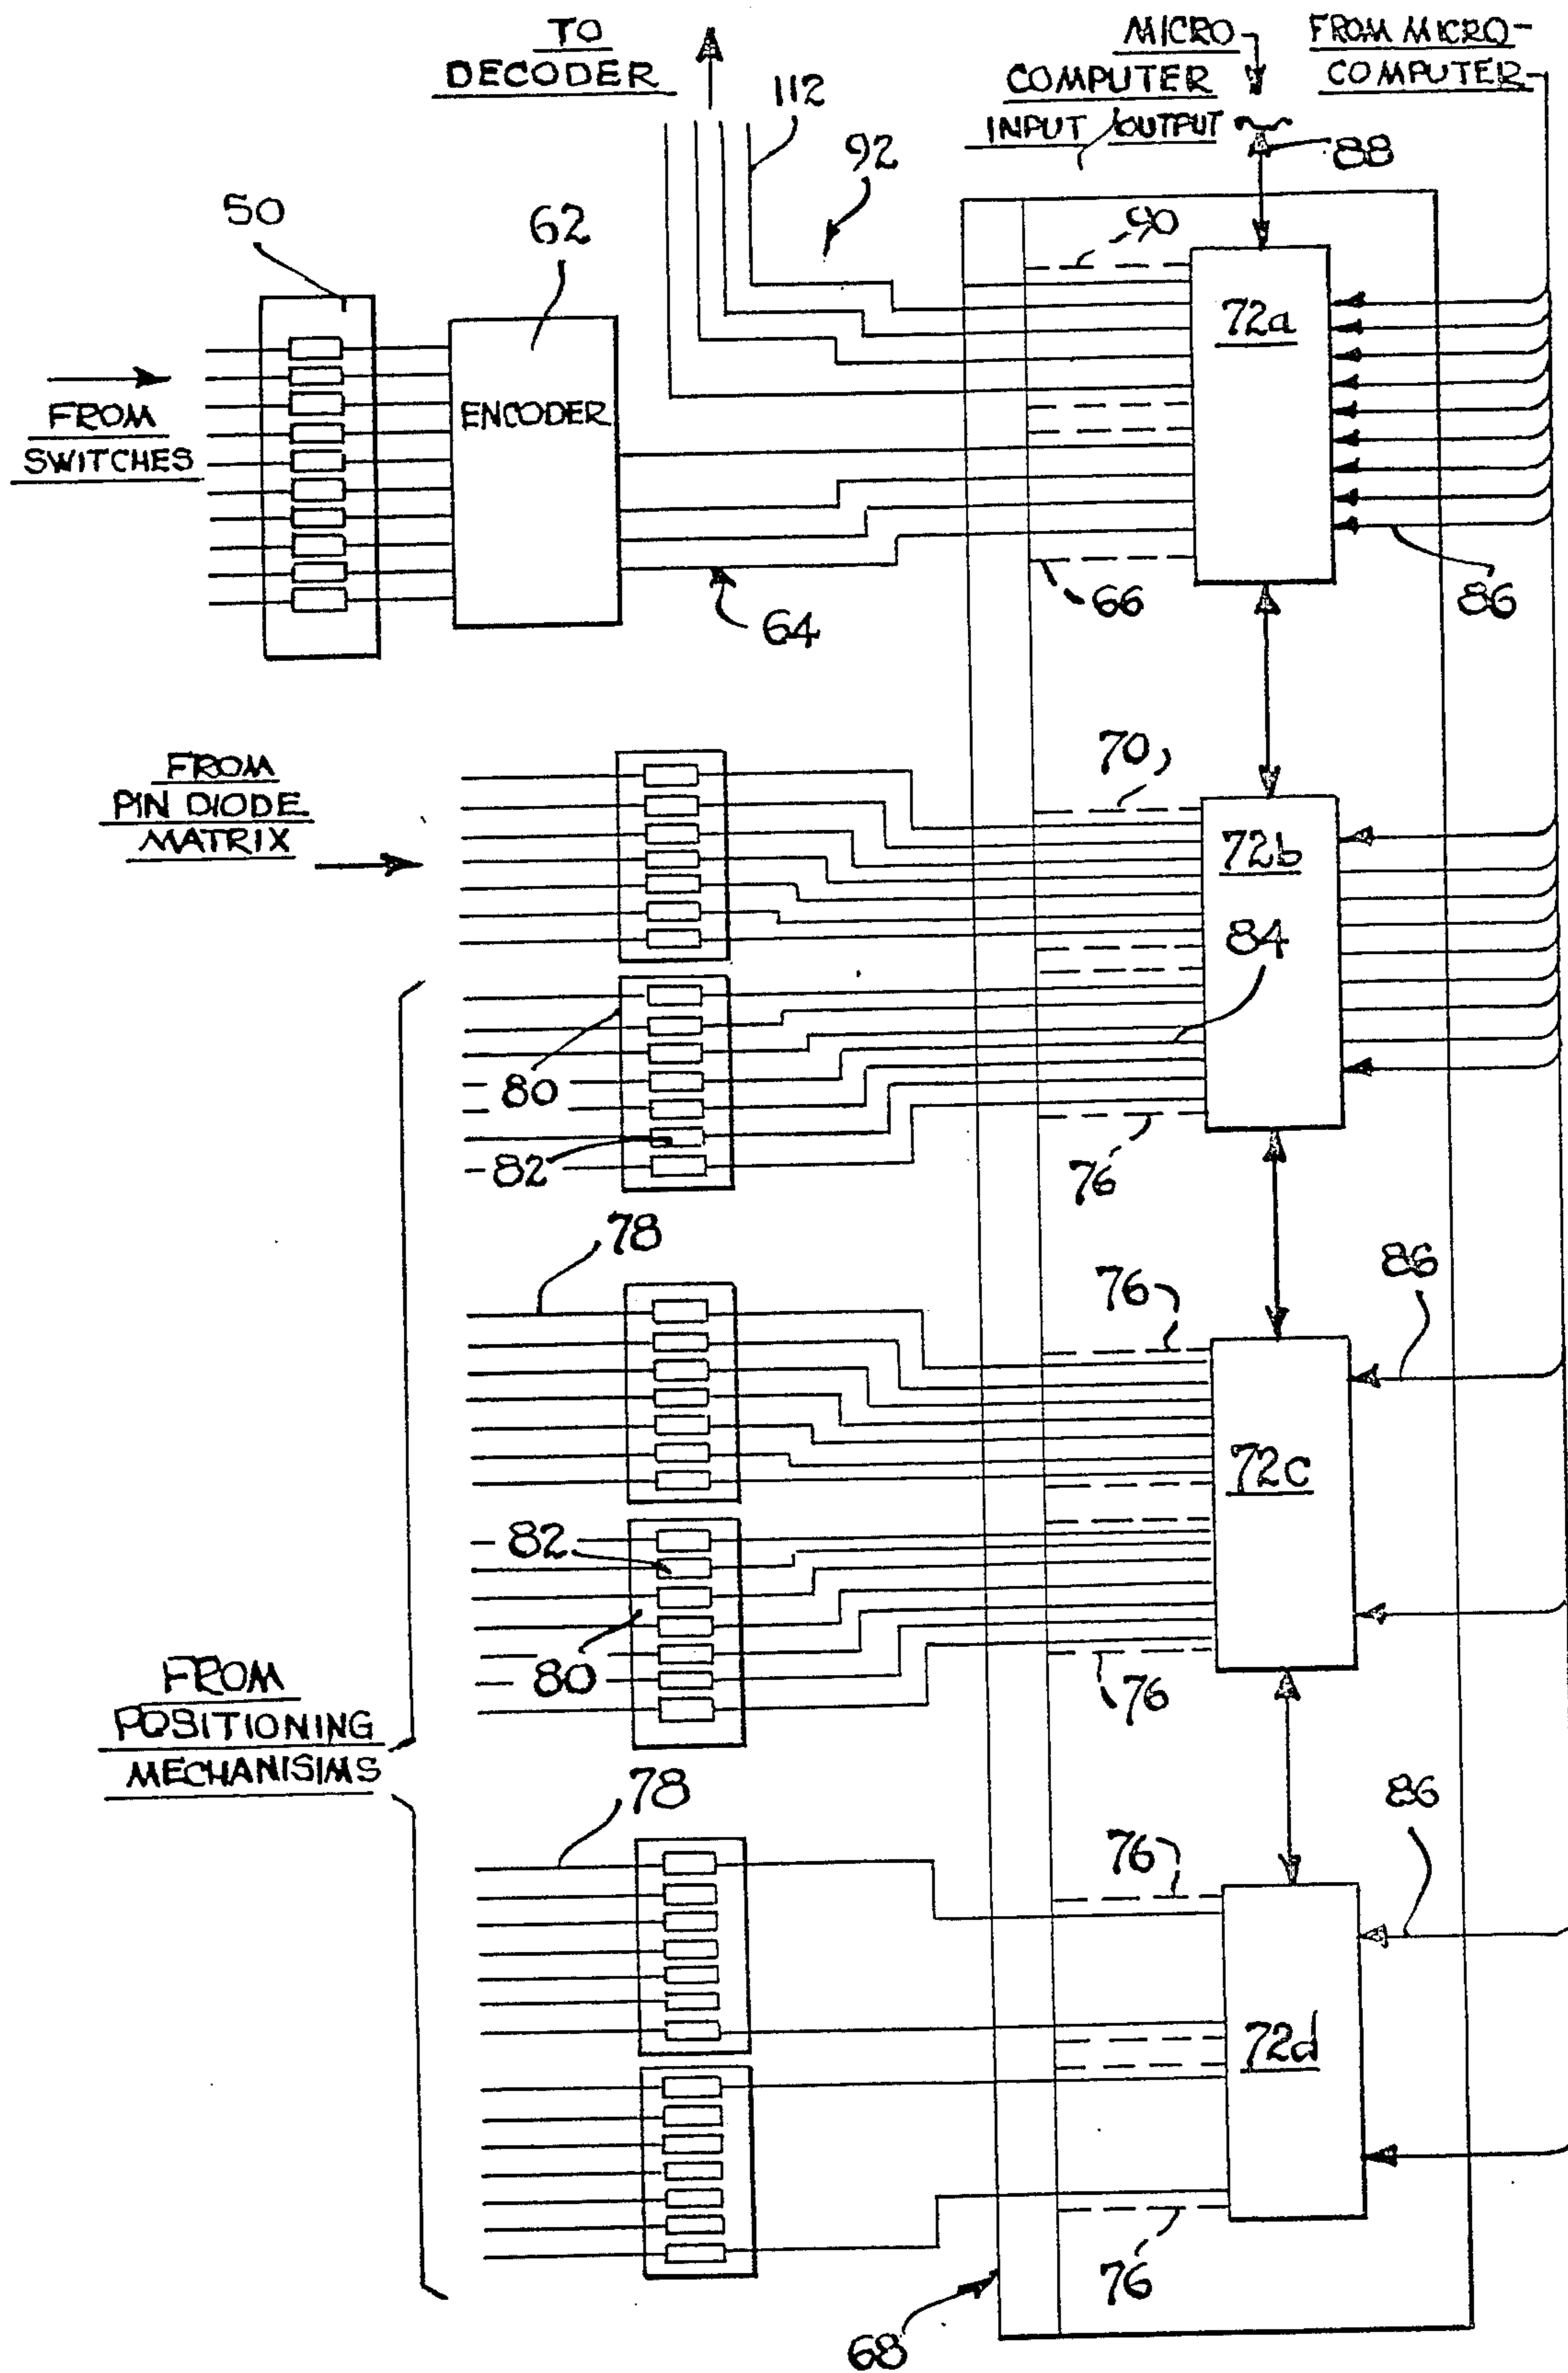 TO
DECODER
112
92
MICRO
COMPUTER
INPUT/OUTPUT
88
FROM MICRO-
COMPUTER
50
62
90
72a
FROM
SWITCHES
ENCODER
64
66
86
FROM
PIN DIODE
MATRIX
70
72b
84
80
82
76
78
76
86
72c
82
80
76
FROM
POSITIONING
MECHANISIMS
78
76
86
72d
76
68